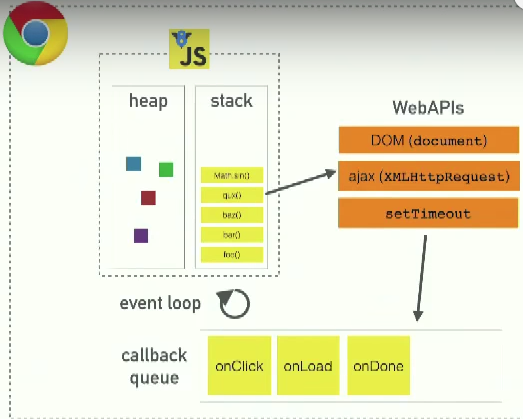 JS
heap
stack
Math.sin()
qux()
baz()
bar()
foo()
WebAPIs
DOM (document)
ajax (XMLHttpRequest)
setTimeout
event loop
callback
queue
onClick
onLoad
onDone